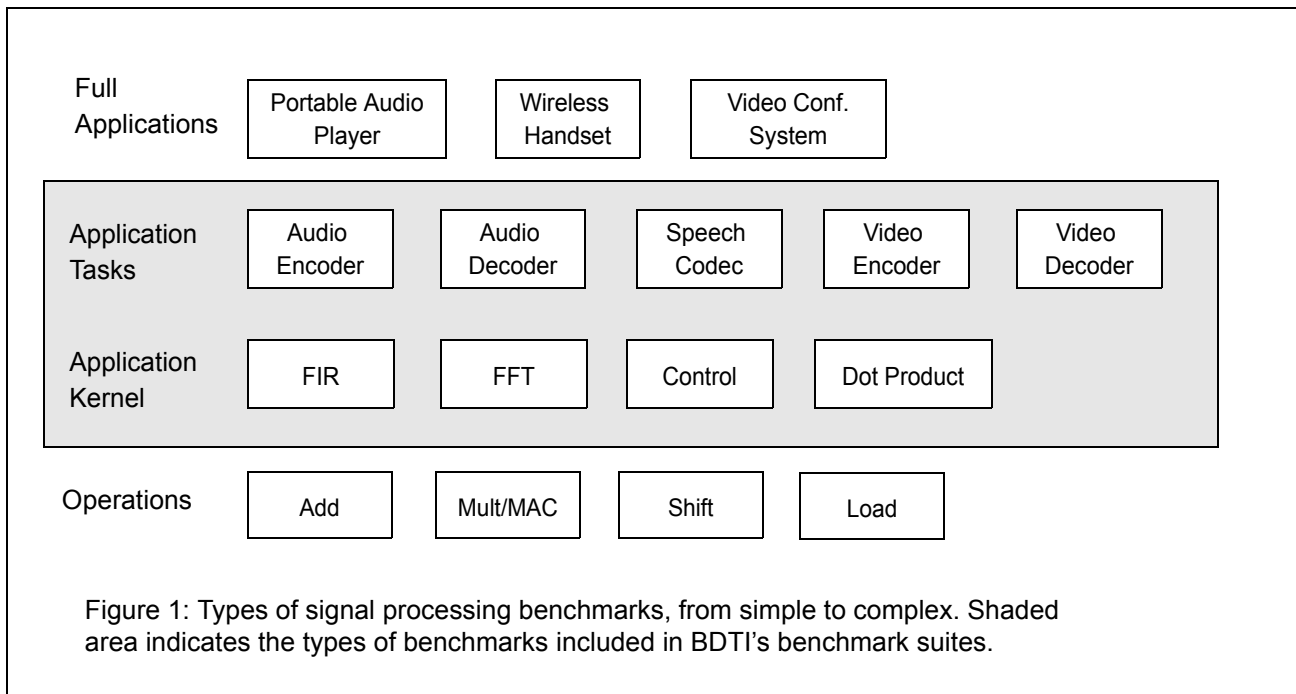 Full
Applications
Portable Audio
Player
Wireless
Handset
Video Conf.
System
Application
Tasks
Audio
Encoder
Audio
Decoder
Speech
Codec
Video
Encoder
Video
Decoder
Application
Kernel
FIR
FFT
Control
Dot Product
Operations
Add
Mult/MAC
Shift
Load
Figure 1: Types of signal processing benchmarks, from simple to complex. Shaded
area indicates the types of benchmarks included in BDTI’s benchmark suites.